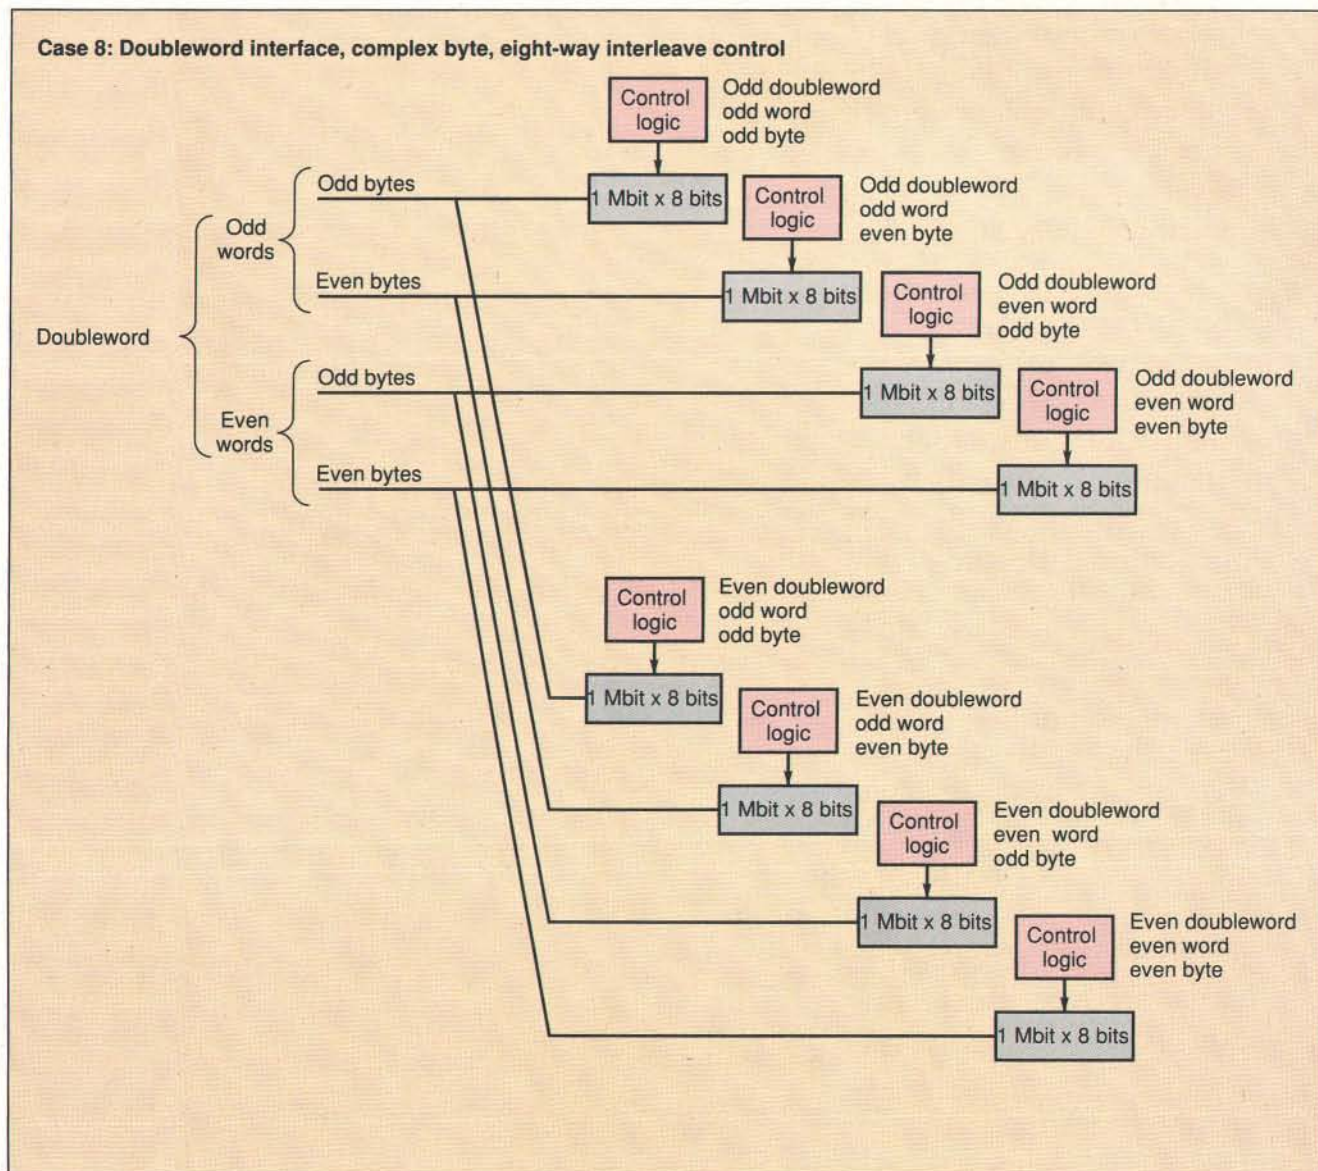 Case 8: Doubleword interface, complex byte, eight-way interleave control
Control
logic
Odd doubleword
odd word
odd byte
Odd bytes
1 Mbit x 8 bits
Control
logic
Odd doubleword
odd word
even byte
Odd
words
Even bytes
1 Mbit x 8 bits
Control
logic
Odd doubleword
even word
odd byte
Doubleword
Odd bytes
1 Mbit x 8 bits
Control
logic
Odd doubleword
even word
even byte
Even
words
Even bytes
1 Mbit x 8 bits
Control
logic
Even doubleword
odd word
odd byte
1 Mbit x 8 bits
Control
logic
Even doubleword
odd word
even byte
1 Mbit x 8 bits
Control
logic
Even doubleword
even  word
odd byte
1 Mbit x 8 bits
Control
logic
Even doubleword
even word
even byte
1 Mbit x 8 bits